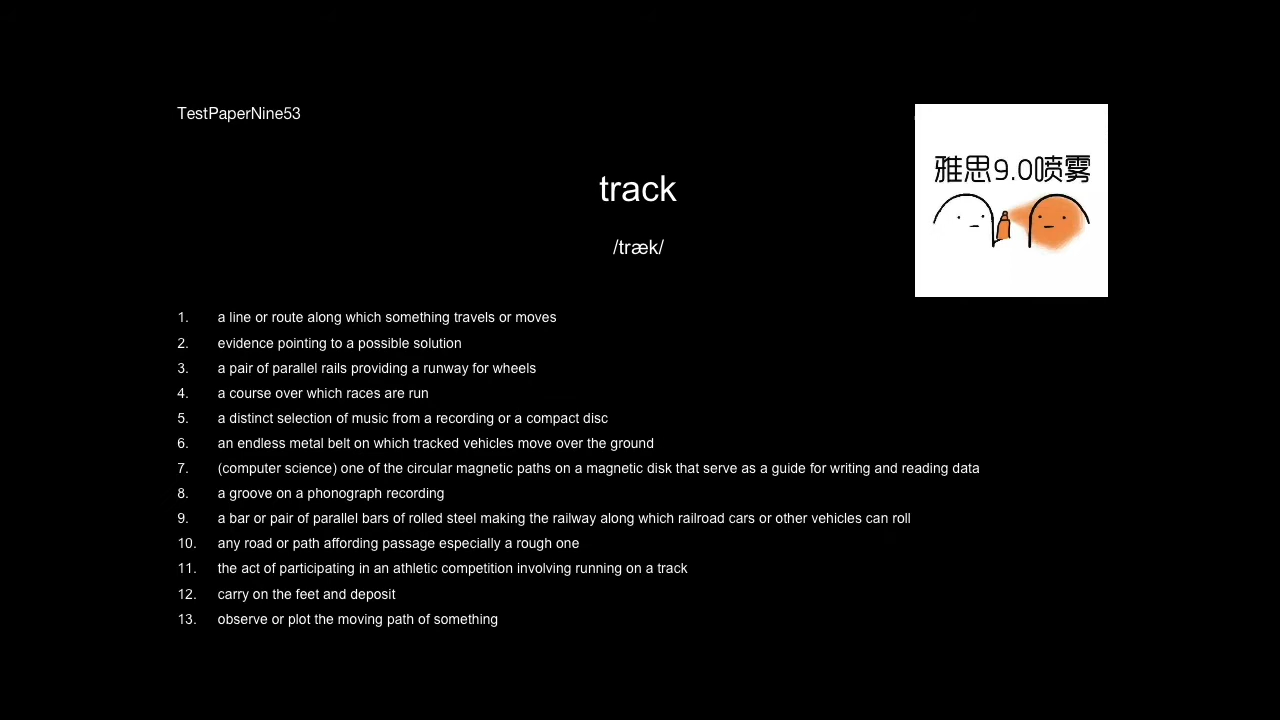 TestPaperNine53
雅思9.0喷雾
track
/træk/
1. a line or route along which something travels or moves
2. evidence pointing to a possible solution
3. a pair of parallel rails providing a runway for wheels
4. a course over which races are run
5. a distinct selection of music from a recording or a compact disc
6. an endless metal belt on which tracked vehicles move over the ground
7. (computer science) one of the circular magnetic paths on a magnetic disk that serve as a guide for writing and reading data
8. a groove on a phonograph recording
9. a bar or pair of parallel bars of rolled steel making the railway along which railroad cars or other vehicles can roll
10. any road or path affording passage especially a rough one
11. the act of participating in an athletic competition involving running on a track
12. carry on the feet and deposit
13. observe or plot the moving path of something